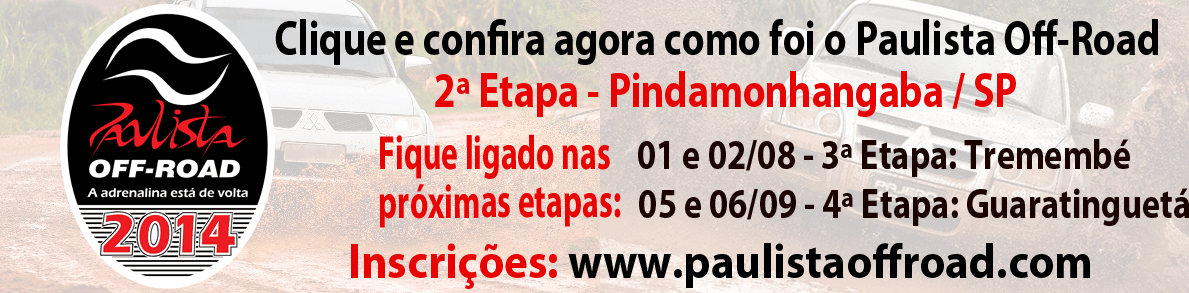 Paulista
OFF-ROAD
A adrenalina está de volta
2014
Clique e confira agora como foi o Paulista Off-Road
2ª Etapa - Pindamonhangaba / SP
Fique ligado nas 01 e 02/08 - 3ª Etapa: Tremembé
próximas etapas: 05 e 06/09 - 4ª Etapa: Guaratinguetá
Inscrições: www.paulistaoffroad.com
PAJERO